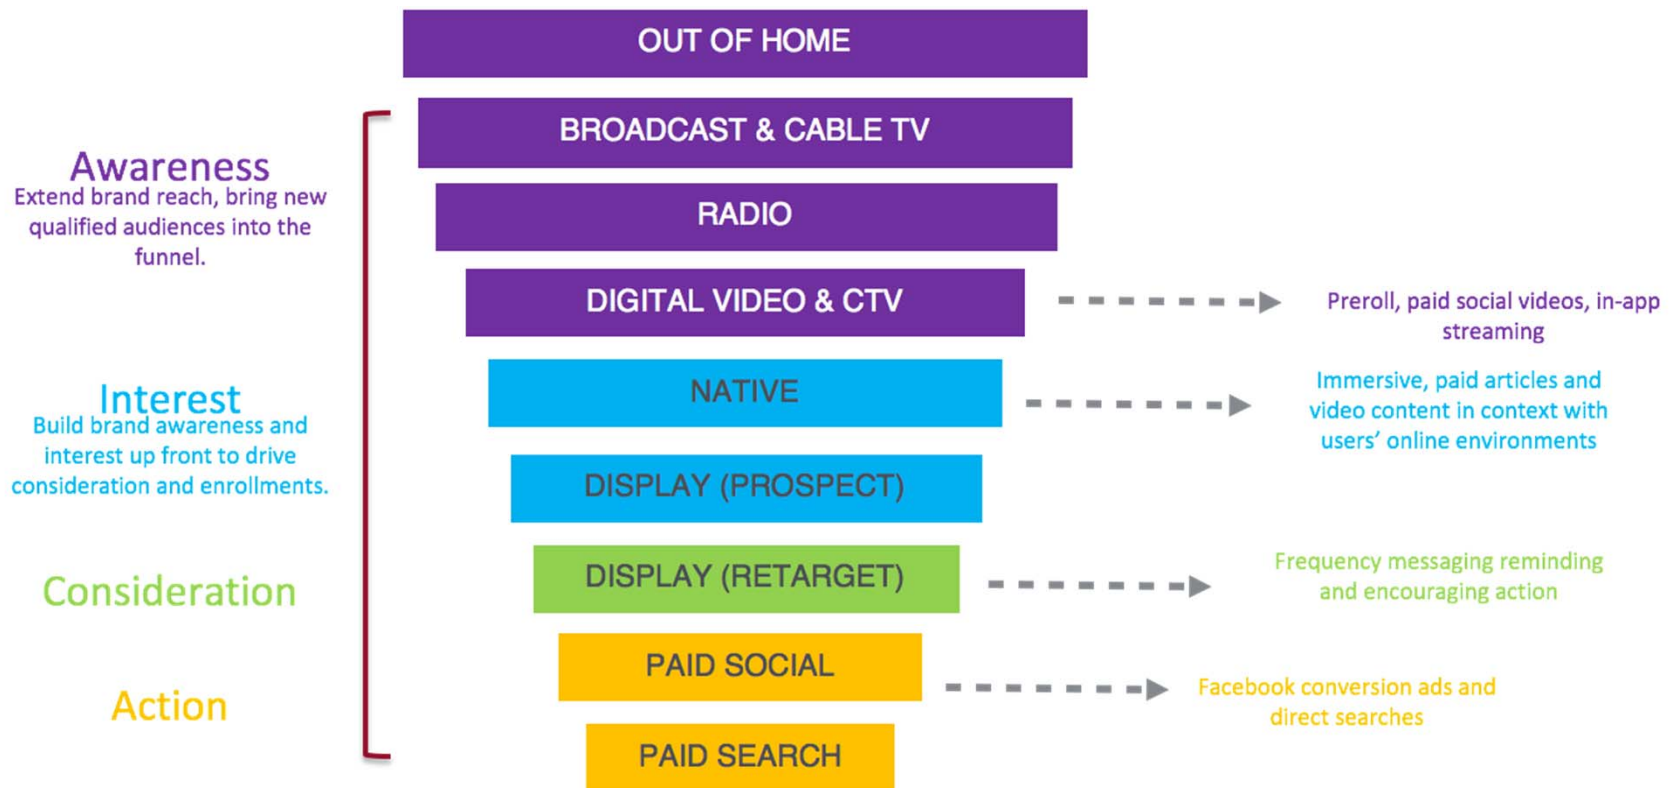 OUT OF HOME
BROADCAST & CABLE TV
Awareness
Extend brand reach, bring new
qualified audiences into the
funnel.
RADIO
DIGITAL VIDEO & CTV
Preroll, paid social videos, in-app
streaming
Interest
Build brand awareness and
interest up front to drive
consideration and enrollments.
NATIVE
Immersive, paid articles and
video content in context with
users’ online environments
DISPLAY (PROSPECT)
Consideration
DISPLAY (RETARGET)
Frequency messaging reminding
and encouraging action
Action
PAID SOCIAL
Facebook conversion ads and
direct searches
PAID SEARCH